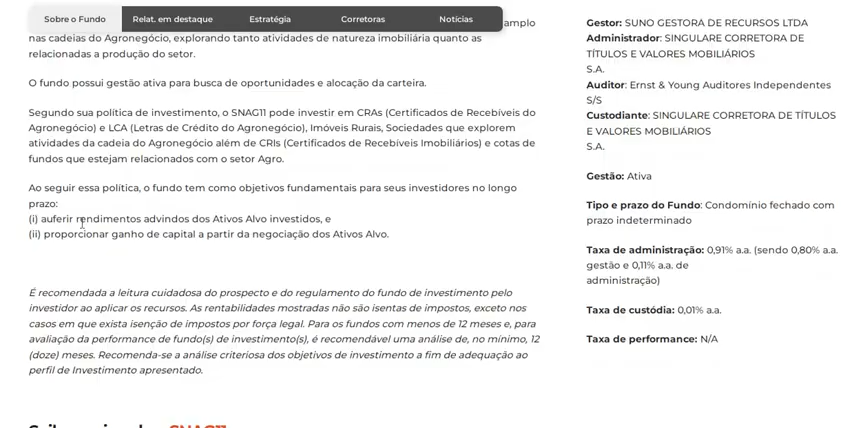 Sobre o Fundo
Relat. em destaque
Estratégia
Corretoras
Notícias
amplo
nas cadeias do Agronegócio, explorando tanto atividades de natureza imobiliária quanto as
relacionadas a produção do setor.
O fundo possui gestão ativa para busca de oportunidades e alocação da carteira.
Segundo sua política de investimento, o SNAG11 pode investir em CRAs (Certificados de Recebíveis do
Agronegócio) e LCA (Letras de Crédito do Agronegócio), Imóveis Rurais, Sociedades que explorem
atividades da cadeia do Agronegócio além de CRIs (Certificados de Recebíveis Imobiliários) e cotas de
fundos que estejam relacionados com o setor Agro.
Ao seguir essa política, o fundo tem como objetivos fundamentais para seus investidores no longo
prazo:
(i) auferir rendimentos advindos dos Ativos Alvo investidos, e
(ii) proporcionar ganho de capital a partir da negociação dos Ativos Alvo.
É recomendada a leitura cuidadosa do prospecto e do regulamento do fundo de investimento pelo
investidor ao aplicar os recursos. As rentabilidades mostradas não são isentas de impostos, exceto nos
casos em que exista isenção de impostos por força legal. Para os fundos com menos de 12 meses e, para
avaliação da performance de fundo(s) de investimento(s), é recomendável uma análise de, no mínimo, 12
(doze) meses. Recomenda-se a análise criteriosa dos objetivos de Investimento a fim de adequação ao
perfil de Investimento apresentado.
Gestor: SUNO GESTORA DE RECURSOS LTDA
Administrador: SINGULARE CORRETORA DE
TÍTULOS E VALORES MOBILIÁRIOS
S.A.
Auditor: Ernst & Young Auditores Independentes
S/S
Custodiante: SINGULARE CORRETORA DE TÍTULOS
E VALORES MOBILIÁRIOS
S.A.
Gestão: Ativa
Tipo e prazo do Fundo: Condomínio fechado com
prazo indeterminado
Taxa de administração: 0,91% a.a. (sendo 0,80% a.a.
gestão e 0,11% a.a. de
administração)
Taxa de custódia: 0,01% a.a.
Taxa de performance: N/A